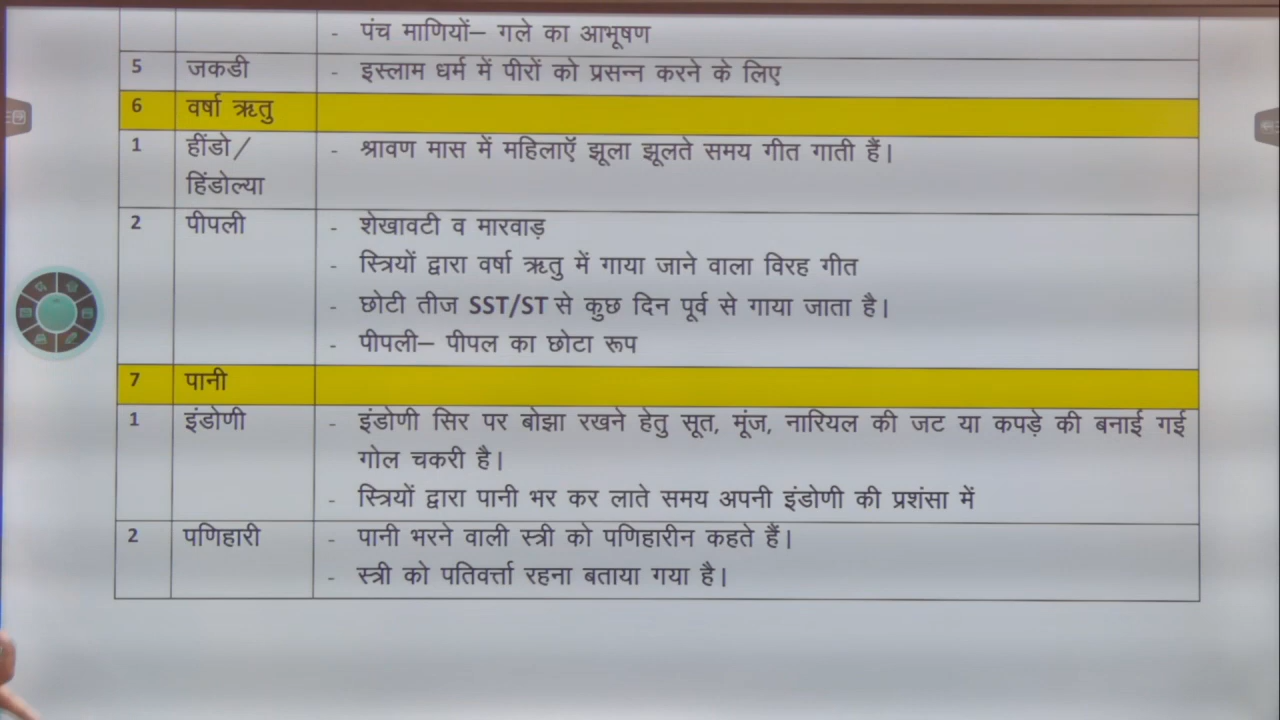 - पंच माणियों– गले का आभूषण
5 जकडी - इस्लाम धर्म में पीरों को प्रसन्न करने के लिए
6 वर्षा ऋतु
1 हींडो/ - श्रावण मास में महिलाऍ झूला झूलते समय गीत गाती हैं।
हिंडोल्या
2 पीपली - शेखावटी व मारवाड़
- स्त्रियों द्वारा वर्षा ऋतु में गाया जाने वाला विरह गीत
- छोटी तीज SST/ST से कुछ दिन पूर्व से गाया जाता है।
- पीपली– पीपल का छोटा रूप
7 पानी
1 इंडोणी - इंडोणी सिर पर बोझा रखने हेतु सूत, मूंज, नारियल की जट या कपड़े की बनाई गई
गोल चकरी है।
- स्त्रियों द्वारा पानी भर कर लाते समय अपनी इंडोणी की प्रशंसा में
2 पणिहारी - पानी भरने वाली स्त्री को पणिहारीन कहते हैं।
- स्त्री को पतिवर्त्ता रहना बताया गया है।